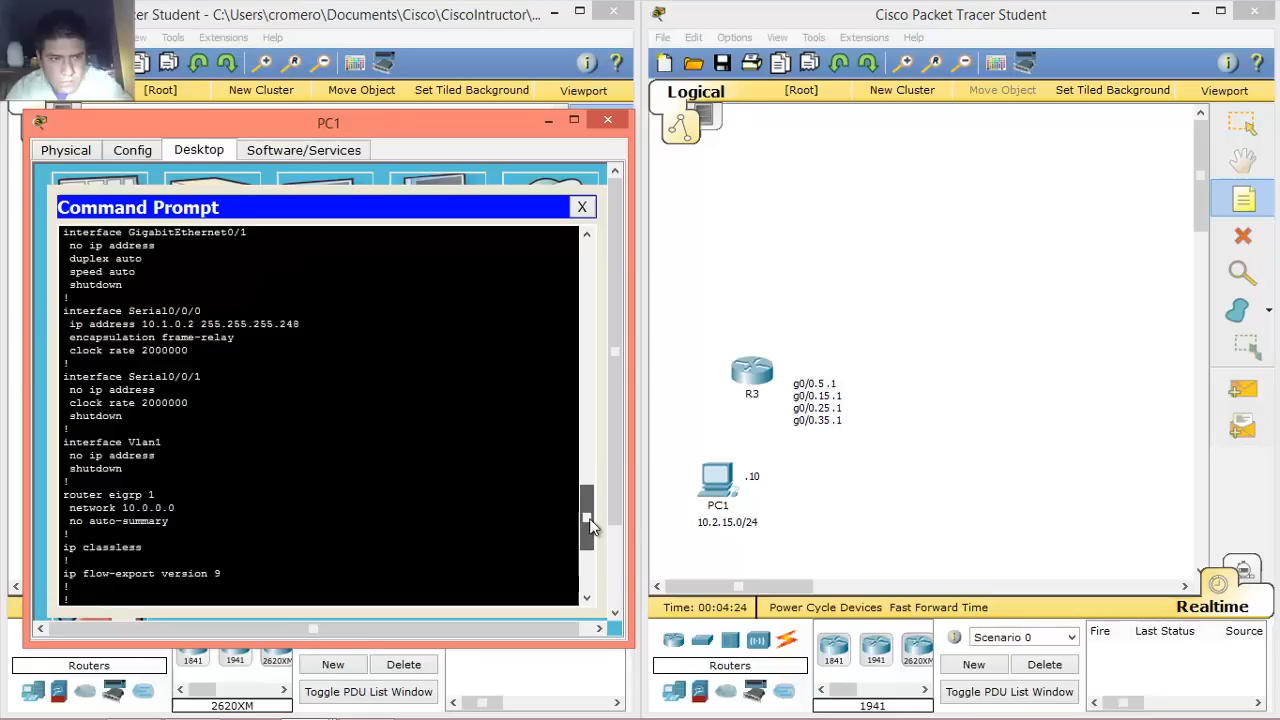 Tracer Student - C:\Users\cromero\Documents\Cisco\CiscoIntructor\...
Tools Extensions Help
[Root] New Cluster Move Object Set Tiled Background Viewport
PC1
Physical Config Desktop Software/Services
Command Prompt X
interface GigabitEthernet0/1
no ip address
duplex auto
speed auto
shutdown
!
interface Serial0/0/0
ip address 10.1.0.2 255.255.255.248
encapsulation frame-relay
clock rate 2000000
!
interface Serial0/0/1
no ip address
clock rate 2000000
shutdown
!
interface Vlan1
no ip address
shutdown
!
router eigrp 1
network 10.0.0.0
no auto-summary
!
ip classless
!
ip flow-export version 9
!
!
Routers
1841 1941 2620XM
2620XM
New Delete
Toggle PDU List Window
Cisco Packet Tracer Student
File Edit Options View Tools Extensions Help
Logical [Root] New Cluster Move Object Set Tiled Background Viewport
R3
g0/0.5 .1
g0/0.15 .1
g0/0.25 .1
g0/0.35 .1
.10
PC1
10.2.15.0/24
Time: 00:04:24 Power Cycle Devices Fast Forward Time Realtime
Routers
1841 1941 2620XM
1941
Scenario 0
New Delete
Toggle PDU List Window
Fire Last Status Source